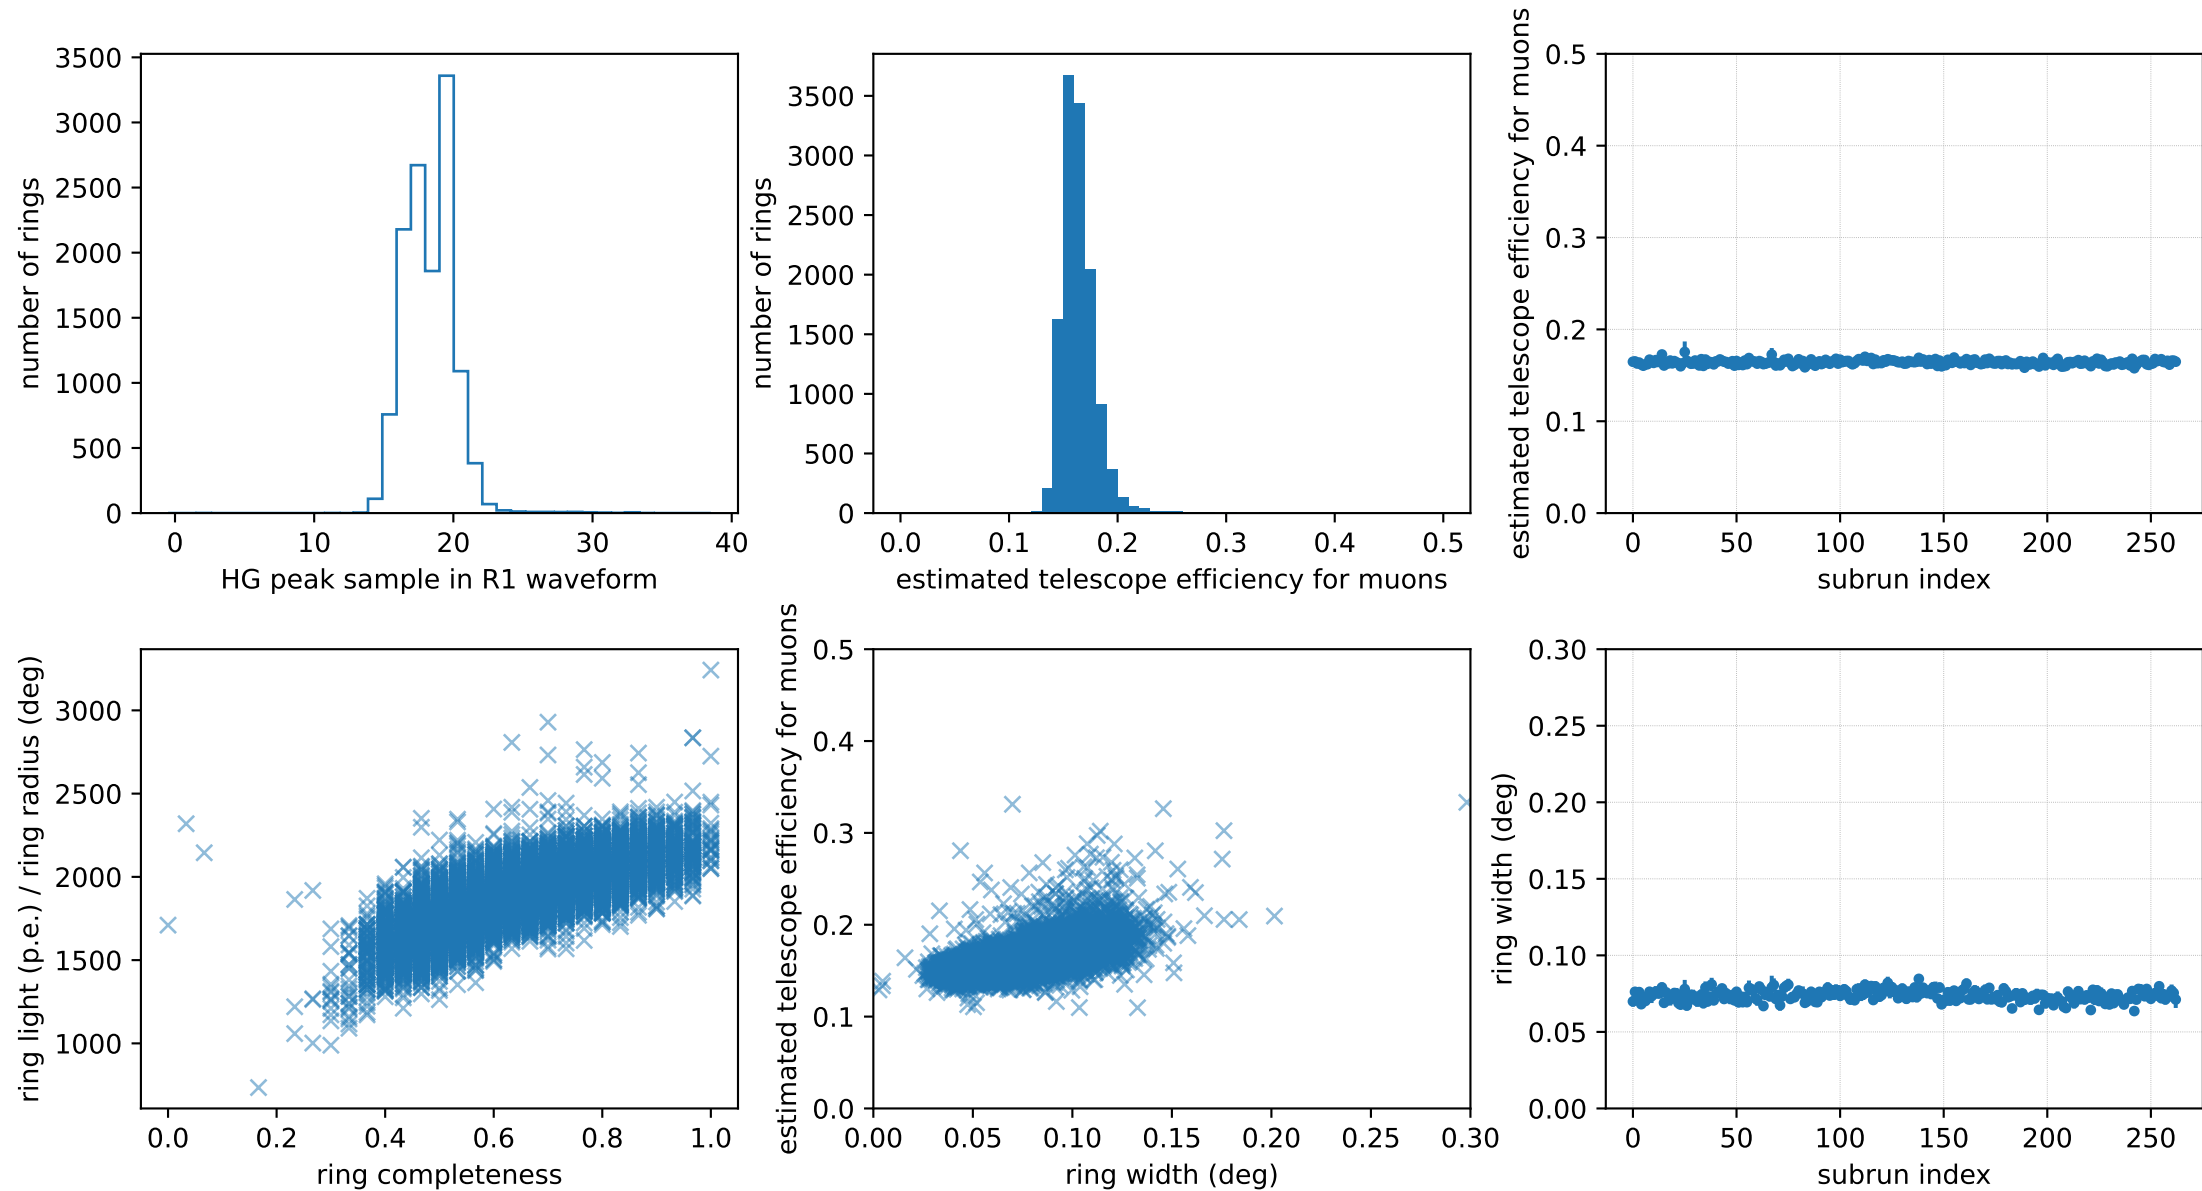 number of rings
3500
3000
2500
2000
1500
1000
500
0
0 10 20 30 40
HG peak sample in R1 waveform
number of rings
3500
3000
2500
2000
1500
1000
500
0
0.0 0.1 0.2 0.3 0.4 0.5
estimated telescope efficiency for muons
estimated telescope efficiency for muons
0.5
0.4
0.3
0.2
0.1
0.0
0 50 100 150 200 250
subrun index
ring light (p.e.) / ring radius (deg)
3000
2500
2000
1500
1000
0.0 0.2 0.4 0.6 0.8 1.0
ring completeness
estimated telescope efficiency for muons
0.5
0.4
0.3
0.2
0.1
0.0
0.00 0.05 0.10 0.15 0.20 0.25 0.30
ring width (deg)
ring width (deg)
0.30
0.25
0.20
0.15
0.10
0.05
0.00
0 50 100 150 200 250
subrun index